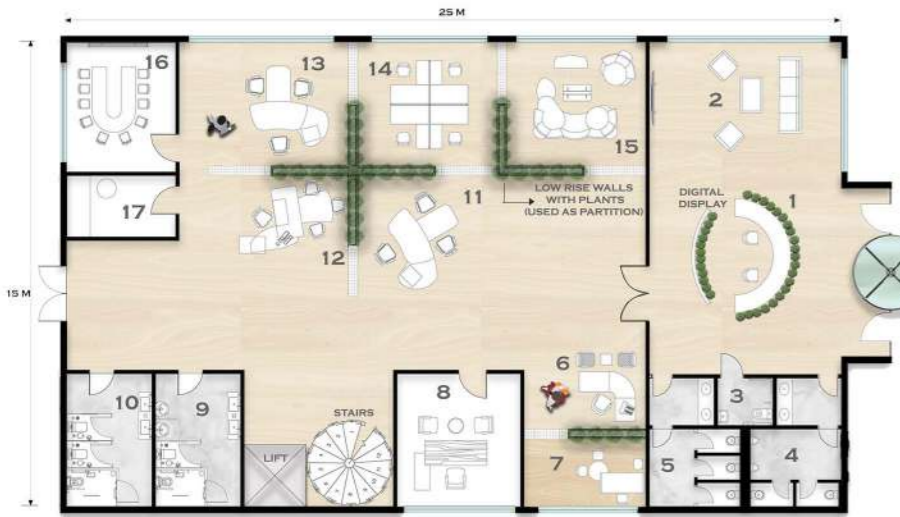 25 M
15 M
16
13
14
15
2
17
12
11
LOW RISE WALLS
WITH PLANTS
(USED AS PARTITION)
DIGITAL
DISPLAY
1
10
9
LIFT
STAIRS
8
6
7
3
5
4